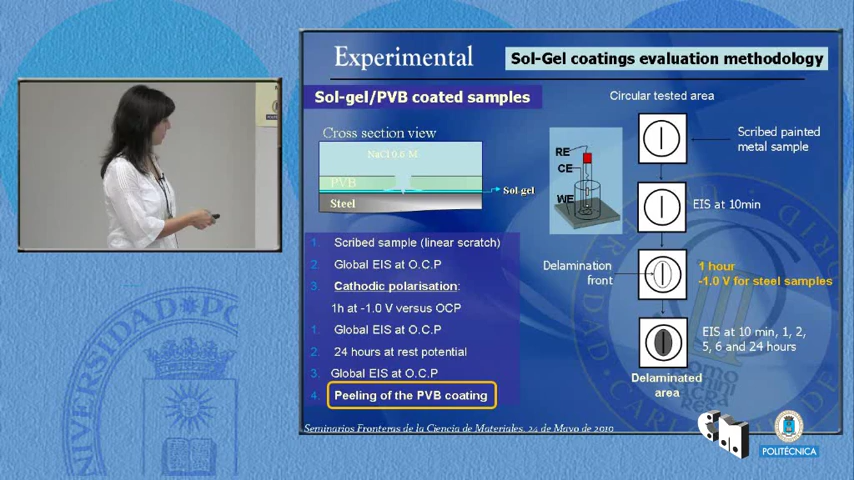 Experimental
Sol-Gel coatings evaluation methodology
Sol-gel/PVB coated samples
Circular tested area
Cross section view
NaCl 0.6 M
PVB
Sol-gel
Steel
RE
CE
WE
Scribed painted
metal sample
EIS at 10min
Delamination
front
1 hour
-1.0 V for steel samples
EIS at 10 min, 1, 2,
5, 6 and 24 hours
Delaminated
area
1. Scribed sample (linear scratch)
2. Global EIS at O.C.P
3. Cathodic polarisation:
1h at -1.0 V versus OCP
1. Global EIS at O.C.P
2. 24 hours at rest potential
3. Global EIS at O.C.P
4. Peeling of the PVB coating
Seminarios Fronteras de la Ciencia de Materiales, 24 de Mayo de 2010
POLITÉCNICA